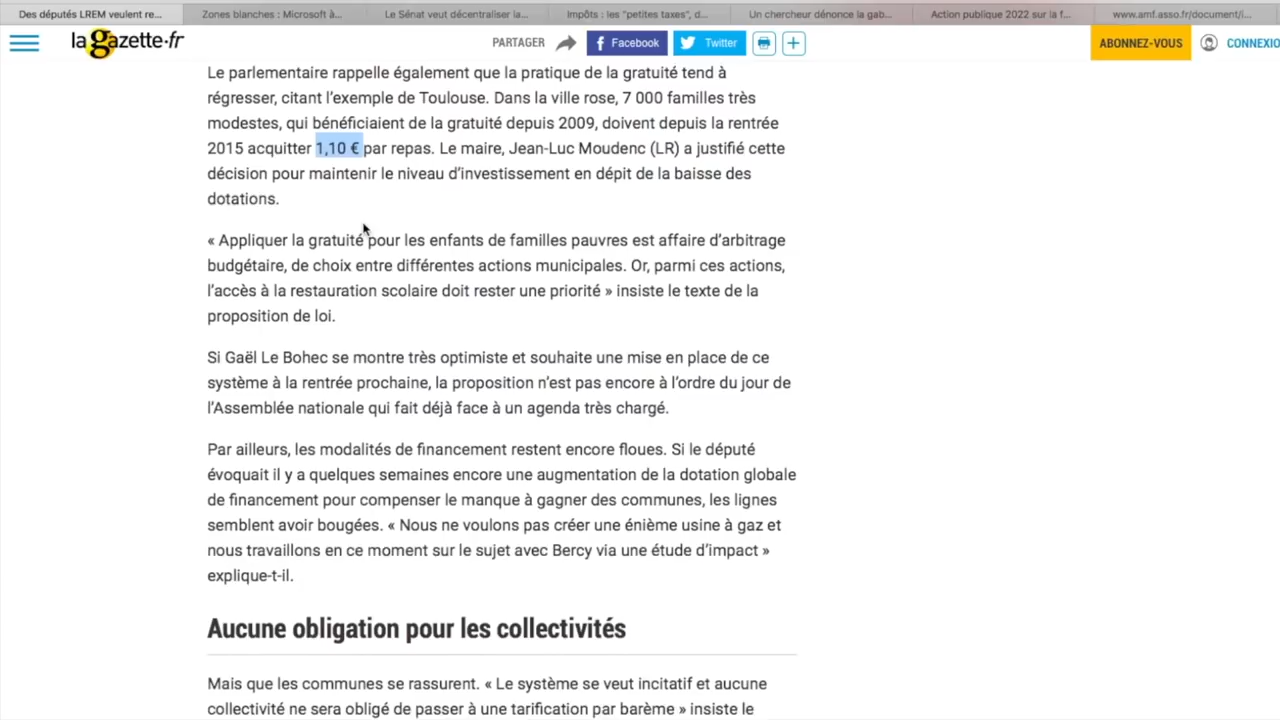 Des députés LREM veulent re...
Zones blanches : Microsoft à...
Le Sénat veut décentraliser la...
Impôts : les "petites taxes", d...
Un chercheur dénonce la gab...
Action publique 2022 sur la f...
www.amf.asso.fr/document/i...
la gazette.fr
PARTAGER
Facebook
Twitter
ABONNEZ-VOUS
CONNEXIO
Le parlementaire rappelle également que la pratique de la gratuité tend à
régresser, citant l'exemple de Toulouse. Dans la ville rose, 7 000 familles très
modestes, qui bénéficiaient de la gratuité depuis 2009, doivent depuis la rentrée
2015 acquitter 1,10 € par repas. Le maire, Jean-Luc Moudenc (LR) a justifié cette
décision pour maintenir le niveau d'investissement en dépit de la baisse des
dotations.
« Appliquer la gratuité pour les enfants de familles pauvres est affaire d'arbitrage
budgétaire, de choix entre différentes actions municipales. Or, parmi ces actions,
l'accès à la restauration scolaire doit rester une priorité » insiste le texte de la
proposition de loi.
Si Gaël Le Bohec se montre très optimiste et souhaite une mise en place de ce
système à la rentrée prochaine, la proposition n'est pas encore à l'ordre du jour de
l'Assemblée nationale qui fait déjà face à un agenda très chargé.
Par ailleurs, les modalités de financement restent encore floues. Si le député
évoquait il y a quelques semaines encore une augmentation de la dotation globale
de financement pour compenser le manque à gagner des communes, les lignes
semblent avoir bougées. « Nous ne voulons pas créer une énième usine à gaz et
nous travaillons en ce moment sur le sujet avec Bercy via une étude d'impact »
explique-t-il.
Aucune obligation pour les collectivités
Mais que les communes se rassurent. « Le système se veut incitatif et aucune
collectivité ne sera obligé de passer à une tarification par barème » insiste le